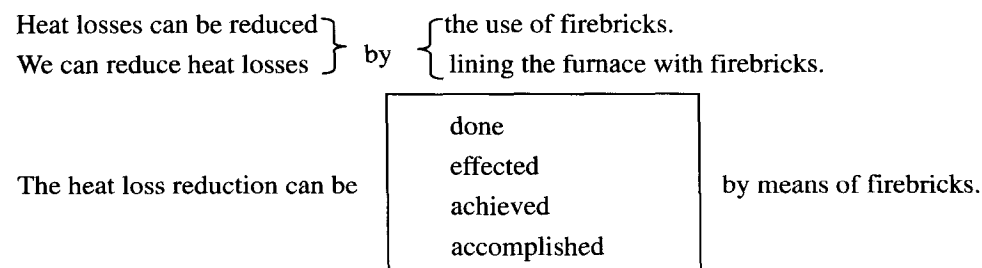 Heat losses can be reduced
We can reduce heat losses
by
the use of firebricks.
lining the furnace with firebricks.
The heat loss reduction can be
done
effected
achieved
accomplished
by means of firebricks.